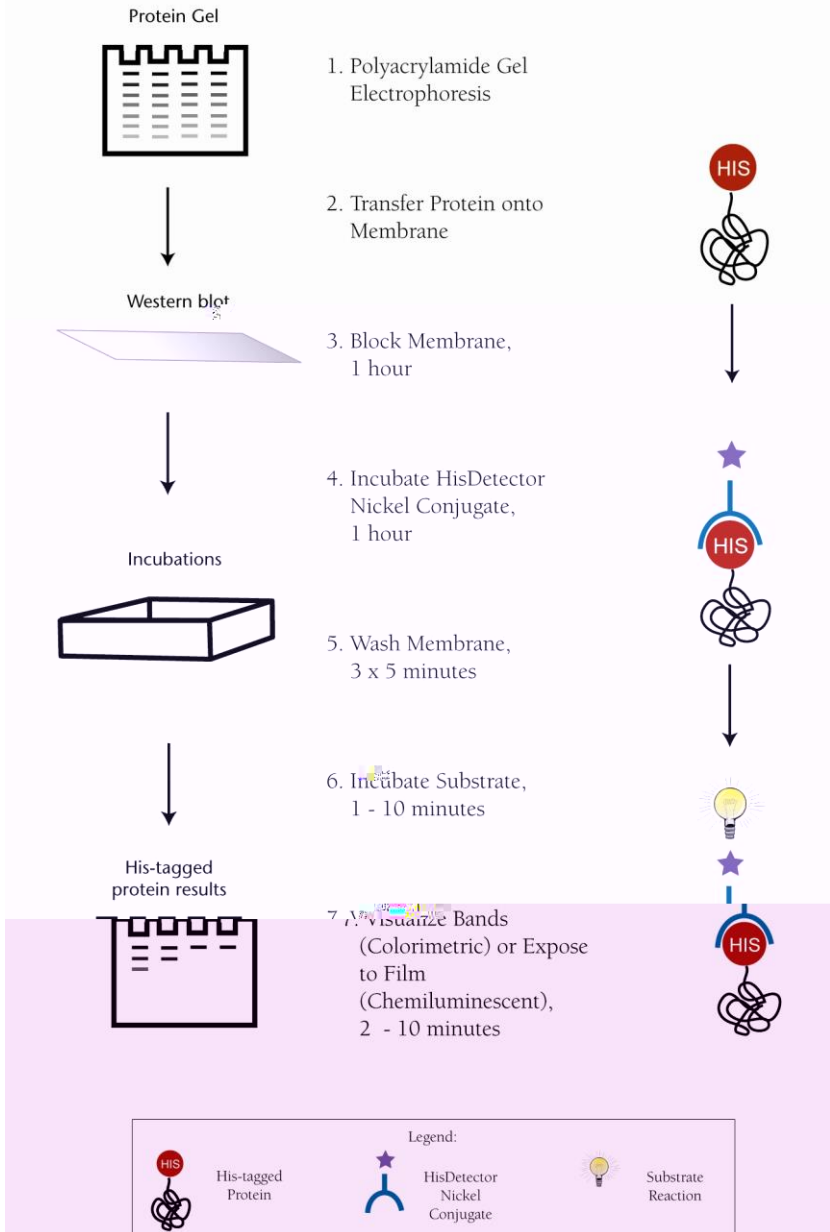 Protein Gel
1. Polyacrylamide Gel
Electrophoresis
HIS
2. Transfer Protein onto
Membrane
Western blot
3. Block Membrane,
1 hour
4. Incubate HisDetector
Nickel Conjugate,
1 hour
HIS
Incubations
5. Wash Membrane,
3 x 5 minutes
6. Incubate Substrate,
1 - 10 minutes
His-tagged
protein results
7. Visualize Bands
(Colorimetric) or Expose
to Film
(Chemiluminescent),
2 - 10 minutes
HIS
Legend:
HIS
His-tagged
Protein
HisDetector
Nickel
Conjugate
Substrate
Reaction